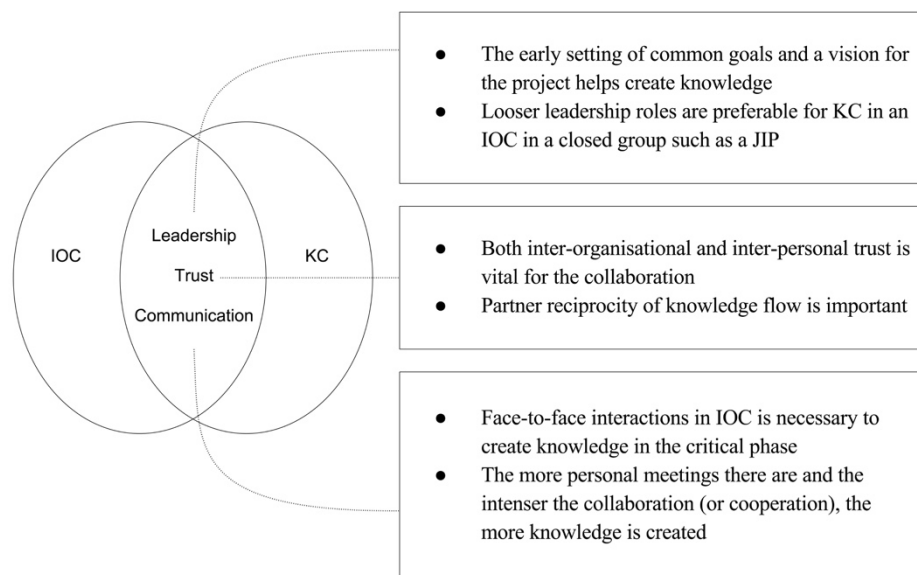 ● The early setting of common goals and a vision for
the project helps create knowledge
● Looser leadership roles are preferable for KC in an
IOC in a closed group such as a JIP
IOC
Leadership
Trust
Communication
KC
● Both inter-organisational and inter-personal trust is
vital for the collaboration
● Partner reciprocity of knowledge flow is important
● Face-to-face interactions in IOC is necessary to
create knowledge in the critical phase
● The more personal meetings there are and the
intenser the collaboration (or cooperation), the
more knowledge is created